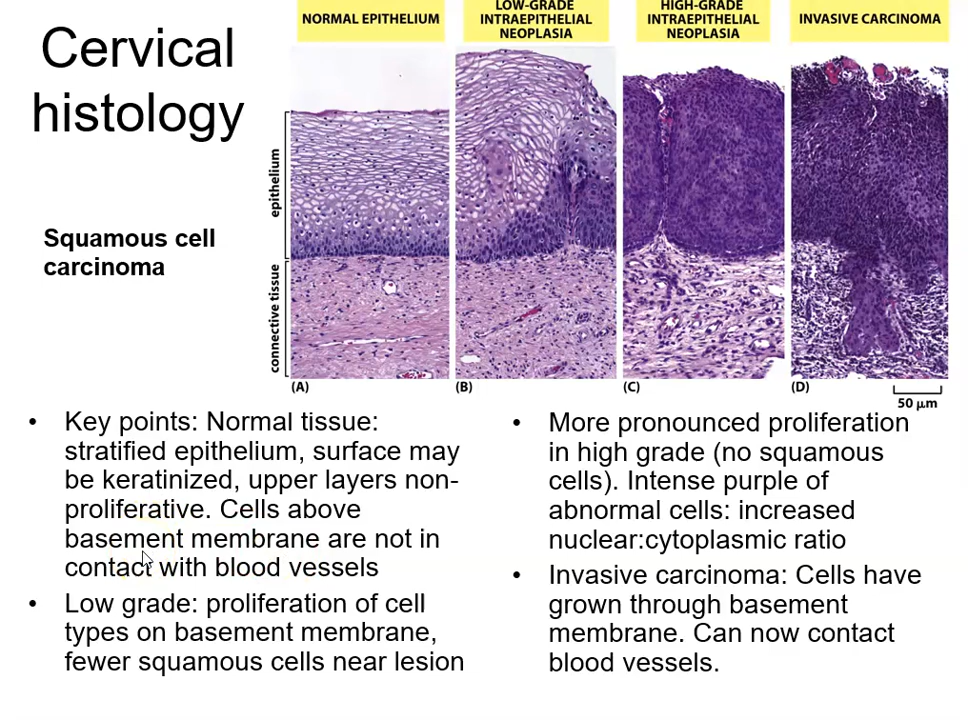 Cervical
histology
Squamous cell
carcinoma
NORMAL EPITHELIUM
LOW-GRADE
INTRAEPITHELIAL
NEOPLASIA
HIGH-GRADE
INTRAEPITHELIAL
NEOPLASIA
INVASIVE CARCINOMA
epithelium
connective tissue
(A)
(B)
(C)
(D)
50 μm
• Key points: Normal tissue:
stratified epithelium, surface may
be keratinized, upper layers non-
proliferative. Cells above
basement membrane are not in
contact with blood vessels
• Low grade: proliferation of cell
types on basement membrane,
fewer squamous cells near lesion
• More pronounced proliferation
in high grade (no squamous
cells). Intense purple of
abnormal cells: increased
nuclear:cytoplasmic ratio
• Invasive carcinoma: Cells have
grown through basement
membrane. Can now contact
blood vessels.